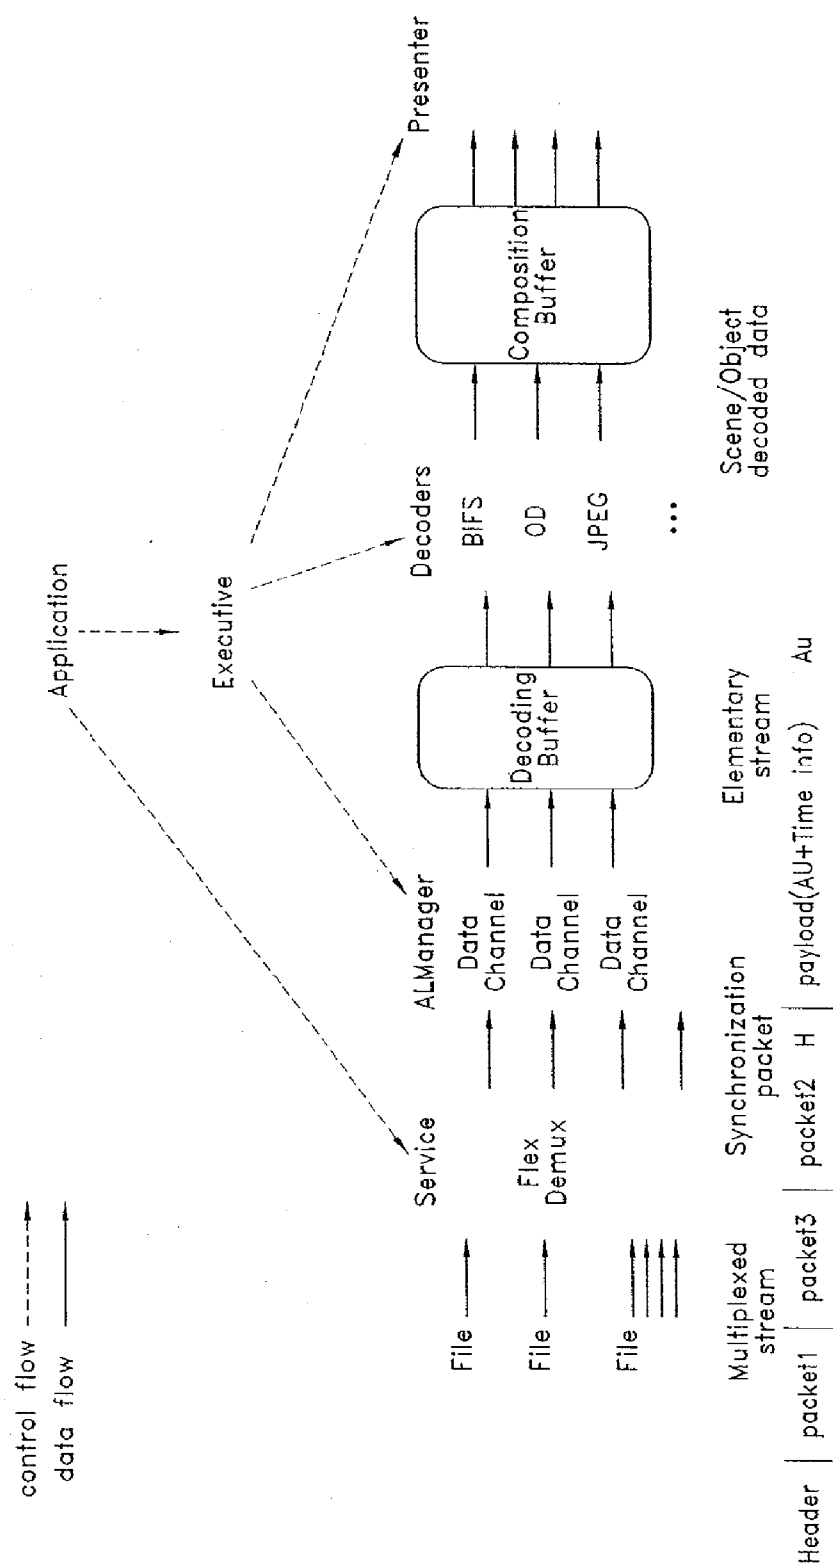 control flow
data flow
Application
Executive
Service
ALManager
Decoders
Presenter
File
File
File
Flex
Demux
Data
Channel
Data
Channel
Data
Channel
Decoding
Buffer
BIFS
OD
JPEG
...
Composition
Buffer
Multiplexed
stream
Synchronization
packet
Elementary
stream
Scene/Object
decoded data
Header | packet1 | packet3 | packet2 H | payload(AU+Time info) Au